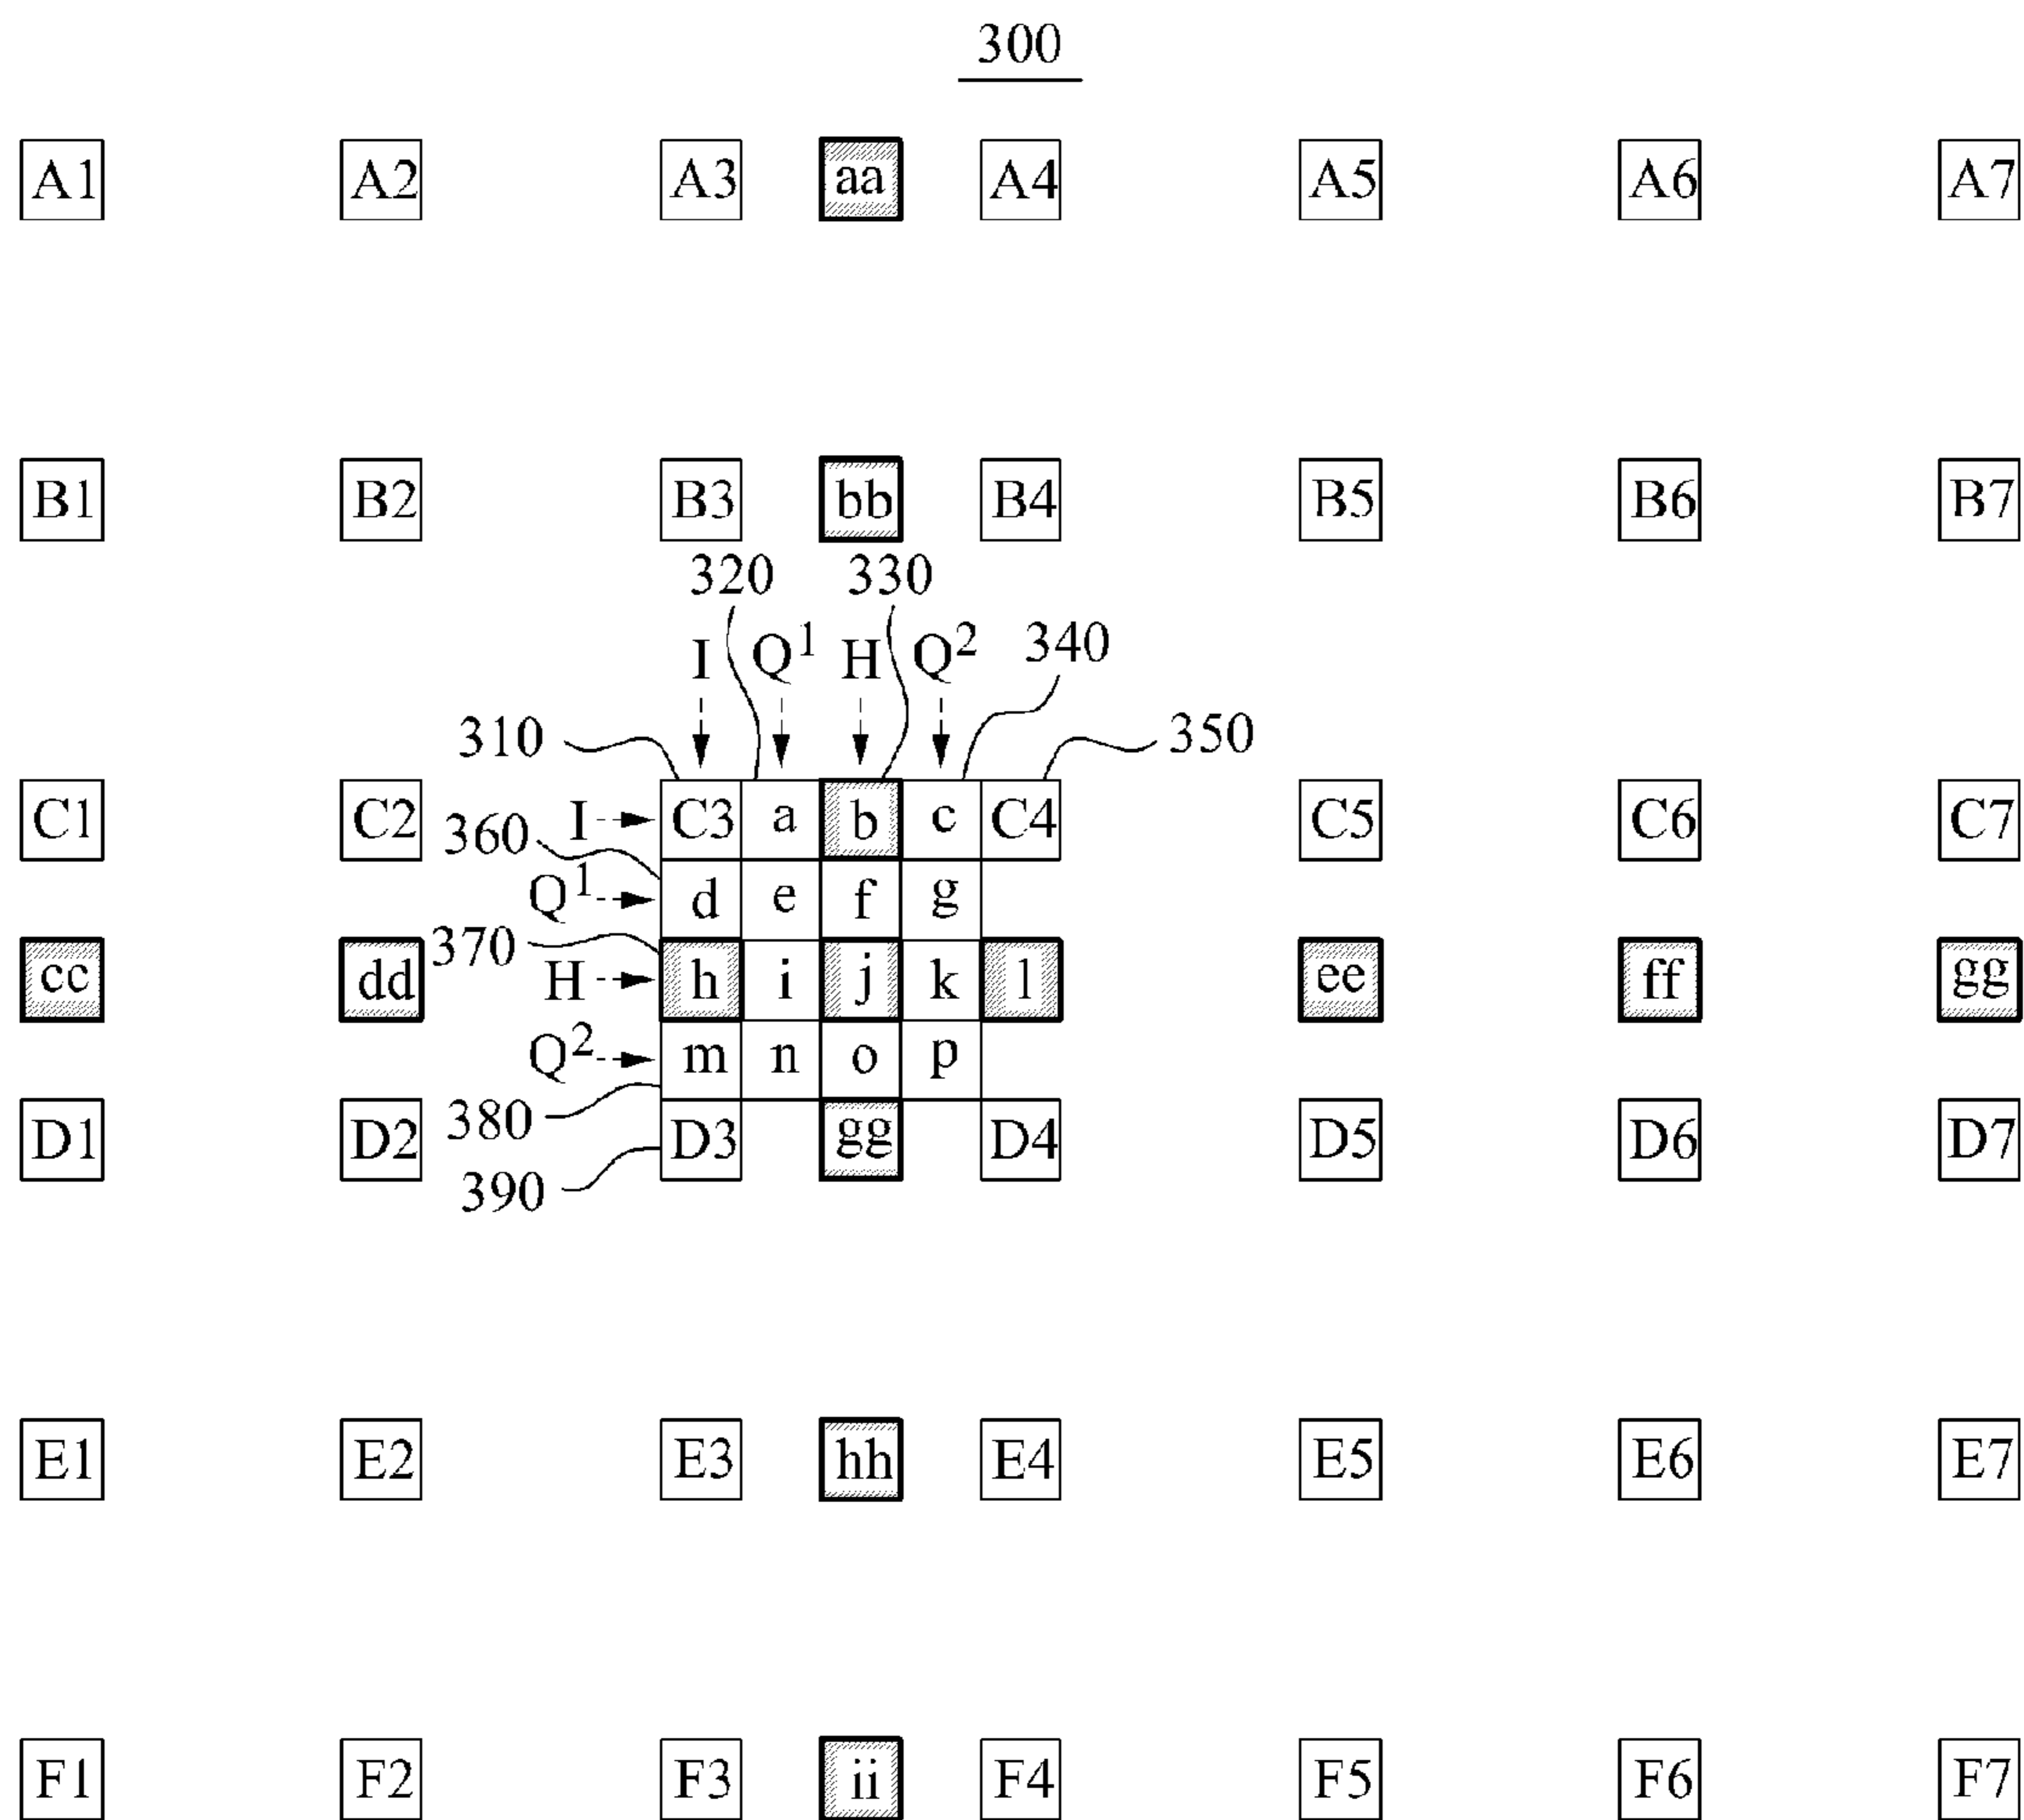 300
A1 A2 A3 aa A4 A5 A6 A7
B1 B2 B3 bb B4 B5 B6 B7
320 330
I Q1 H Q2 340
310 350
I C1 C2 C3 a b c C4 C5 C6 C7
360
Q1 d e f g
370
cc dd H h i j k l ee ff gg
Q2 m n o p
380
D1 D2 D3 gg D4 D5 D6 D7
390
E1 E2 E3 hh E4 E5 E6 E7
F1 F2 F3 ii F4 F5 F6 F7